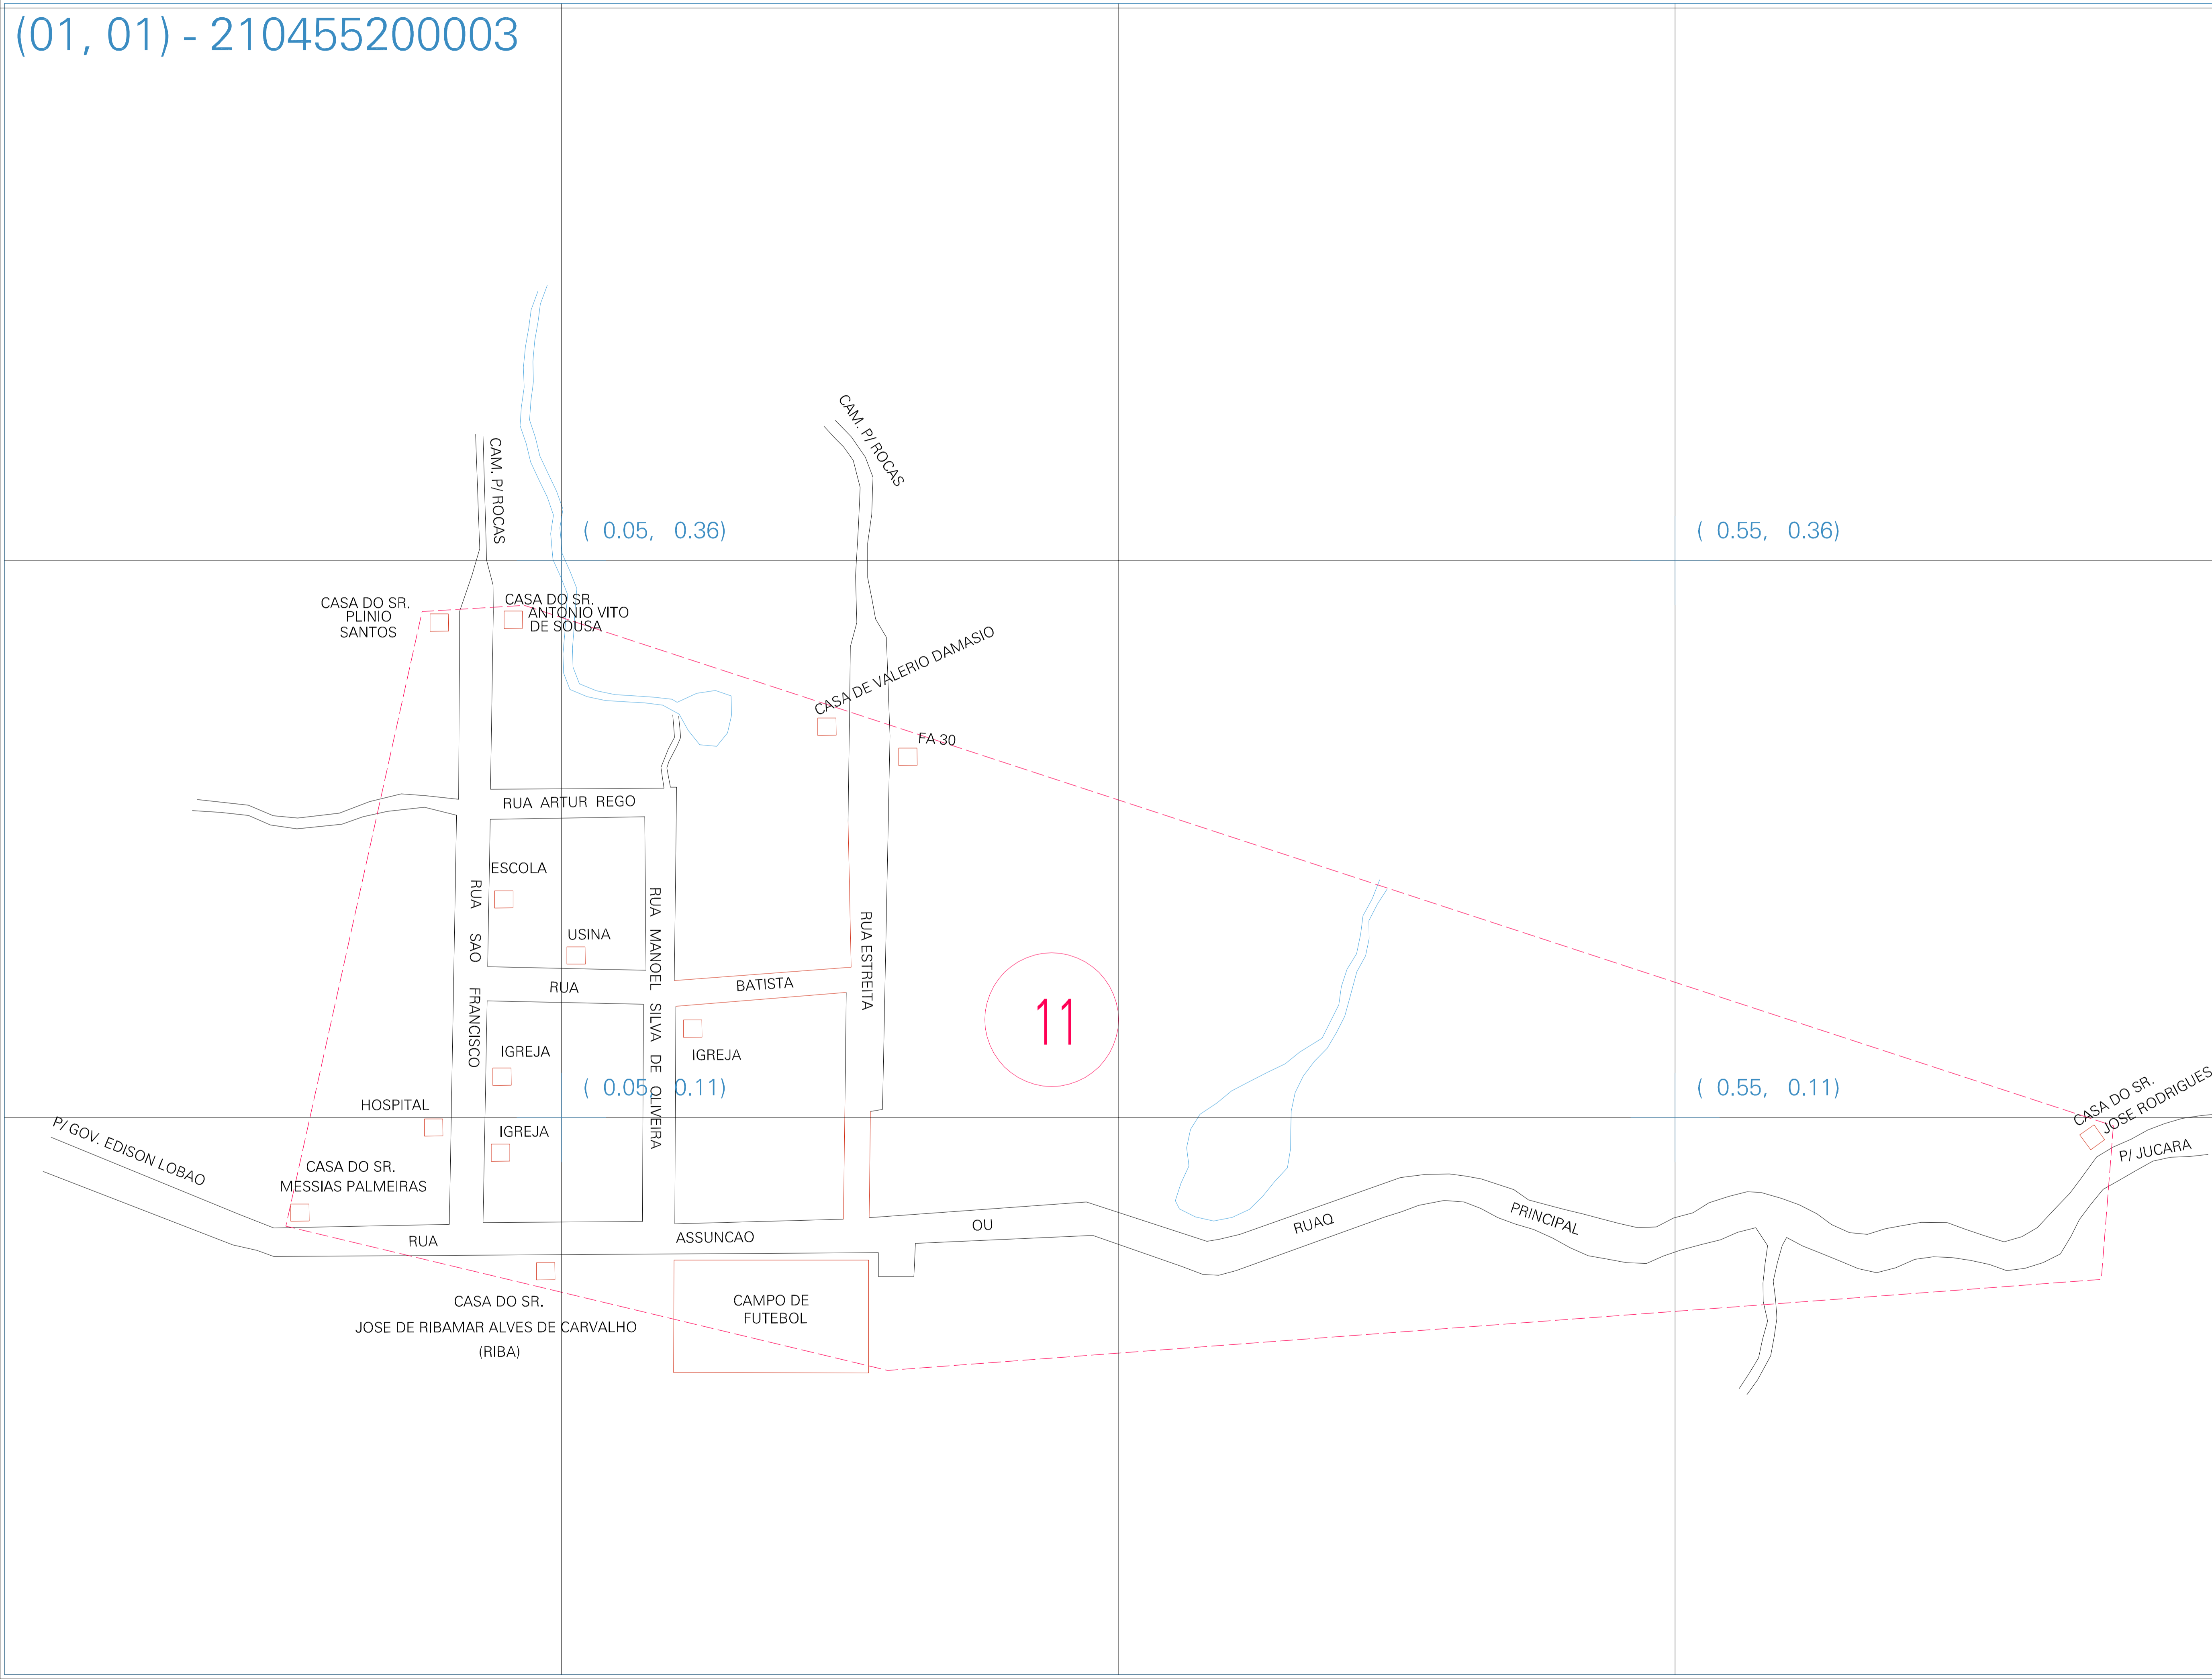 (01, 01) - 210455200003
CAM. P/ ROCAS
CAM. P/ ROCAS
( 0.05, 0.36)
( 0.55, 0.36)
CASA DO SR.
PLINIO
SANTOS
CASA DO SR.
ANTONIO VITO
DE SOUSA
CASA DE VALERIO DAMASIO
FA 30
RUA ARTUR REGO
ESCOLA
USINA
RUA SAO FRANCISCO
RUA MANOEL SILVA DE OLIVEIRA
RUA ESTREITA
RUA BATISTA
11
IGREJA
IGREJA
( 0.05, 0.11)
( 0.55, 0.11)
HOSPITAL
IGREJA
P/ GOV. EDISON LOBAO
CASA DO SR.
MESSIAS PALMEIRAS
CASA DO SR.
JOSE RODRIGUES
P/ JUCARA
RUA ASSUNCAO OU RUAQ PRINCIPAL
CASA DO SR.
JOSE DE RIBAMAR ALVES DE CARVALHO
(RIBA)
CAMPO DE
FUTEBOL